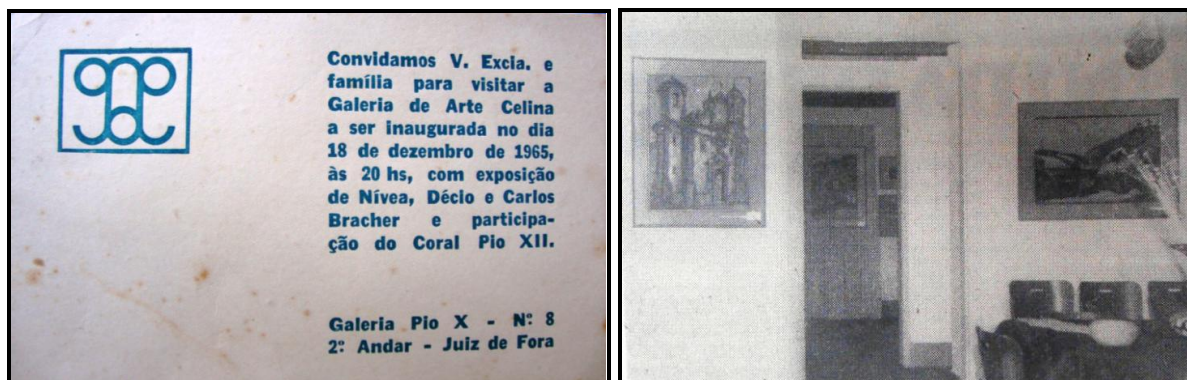 Convidamos V. Excia. e
família para visitar a
Galeria de Arte Celina
a ser inaugurada no dia
18 de dezembro de 1965,
às 20 hs, com exposição
de Nívea, Décio e Carlos
Bracher e participa-
ção do Coral Pio XII.
Galeria Pio X - Nº 8
2º Andar - Juiz de Fora